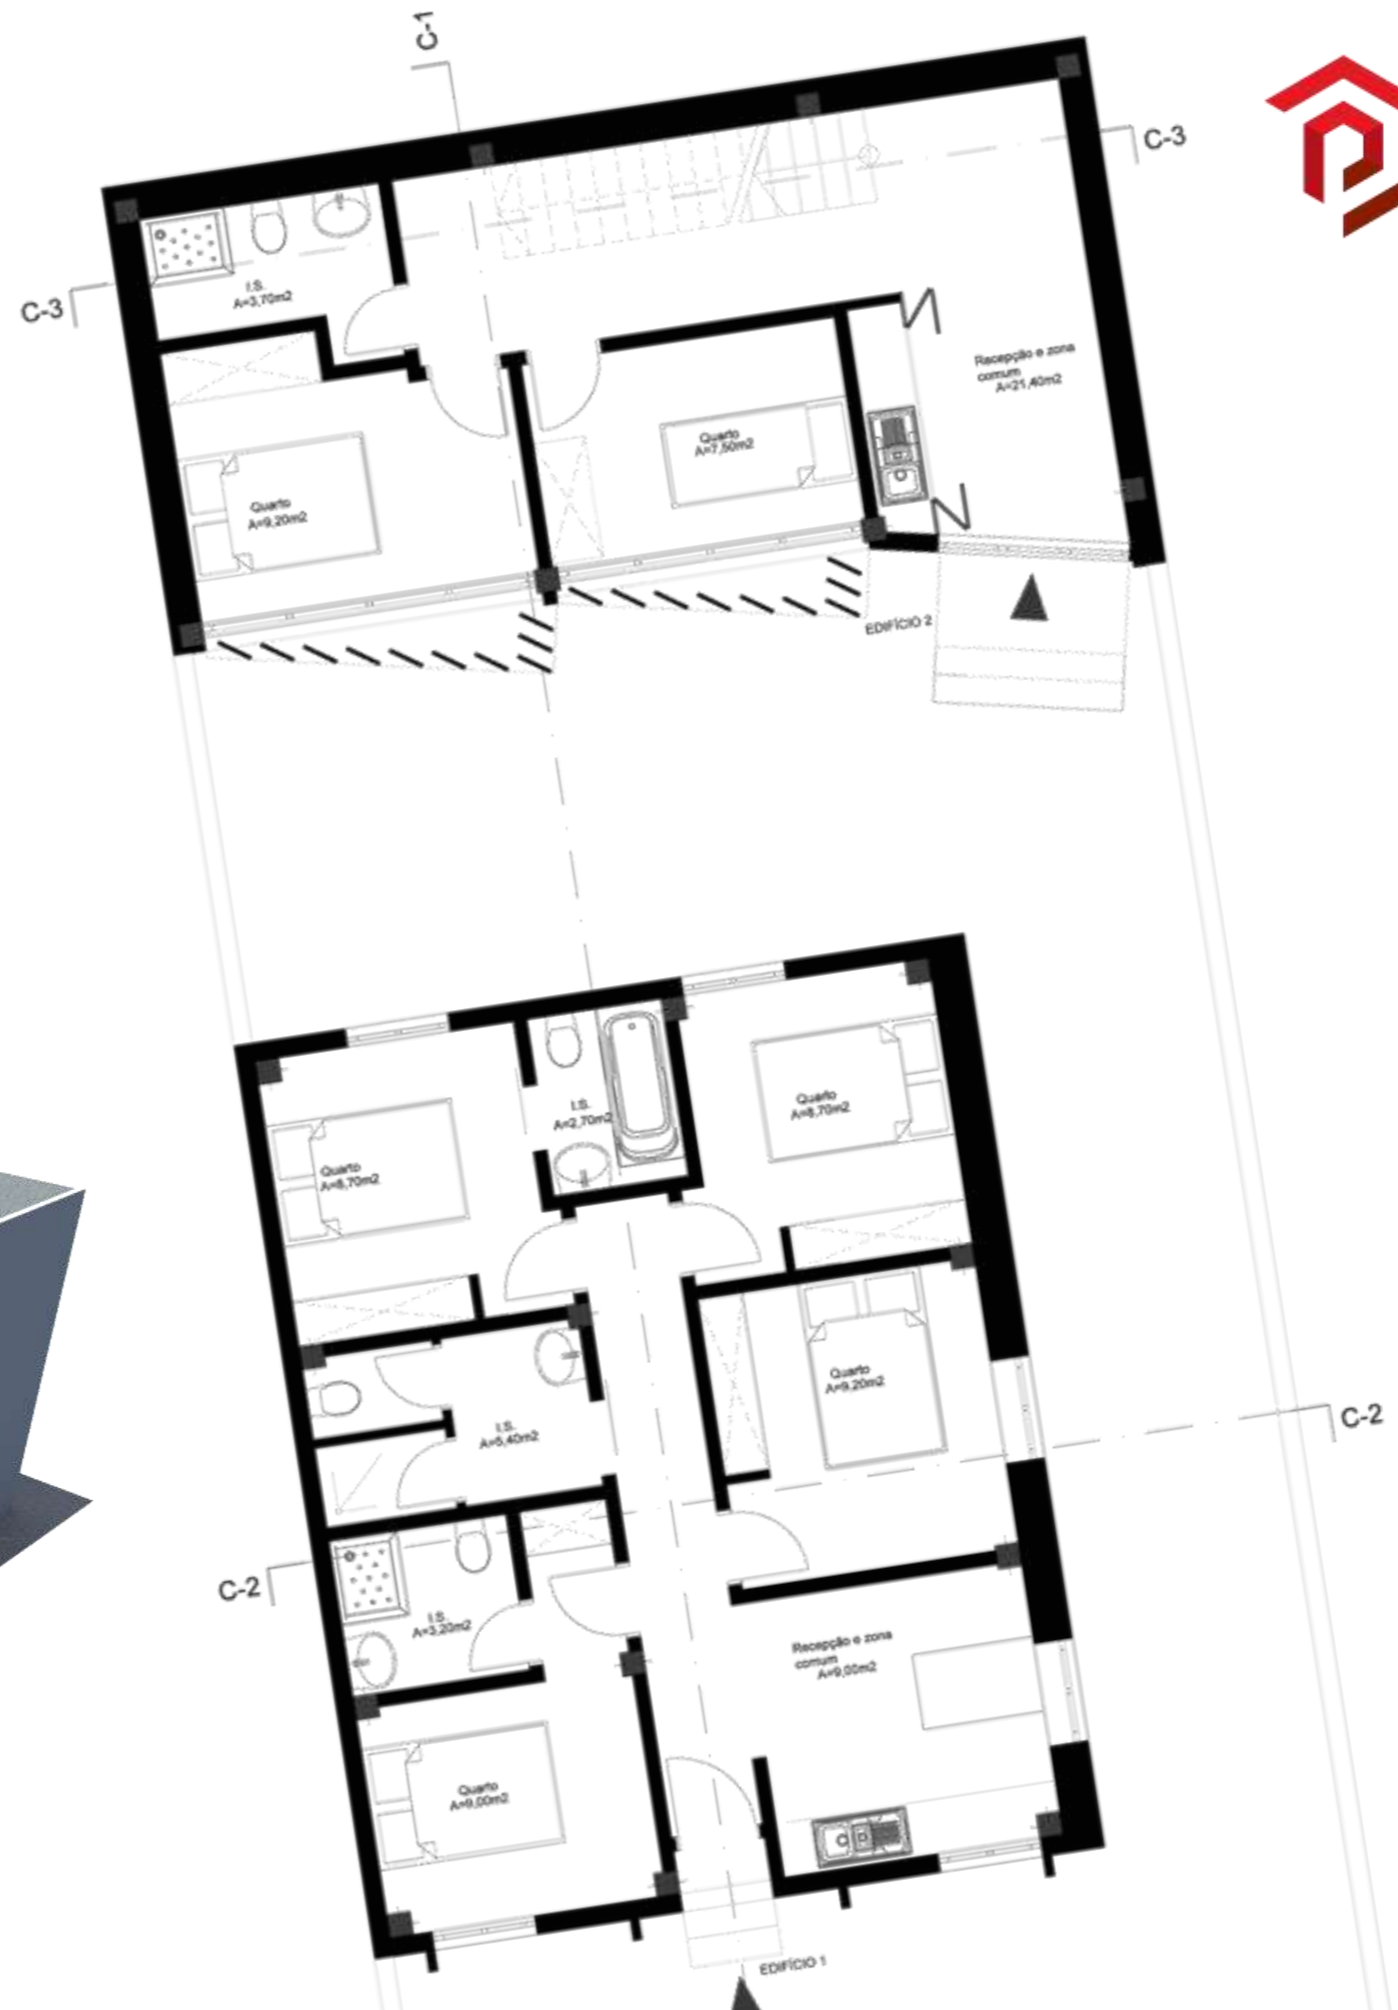 C-1
C-3
C-3
I.S.
A=3,70m2
Recepção e zona
comum
A=21,40m2
Quarto
A=7,50m2
Quarto
A=9,20m2
EDIFÍCIO 2
I.S.
A=2,70m2
Quarto
A=8,70m2
Quarto
A=8,70m2
Quarto
A=9,20m2
I.S.
A=5,40m2
C-2
C-2
I.S.
A=3,20m2
Recepção e zona
comum
A=9,00m2
Quarto
A=9,00m2
EDIFÍCIO 1